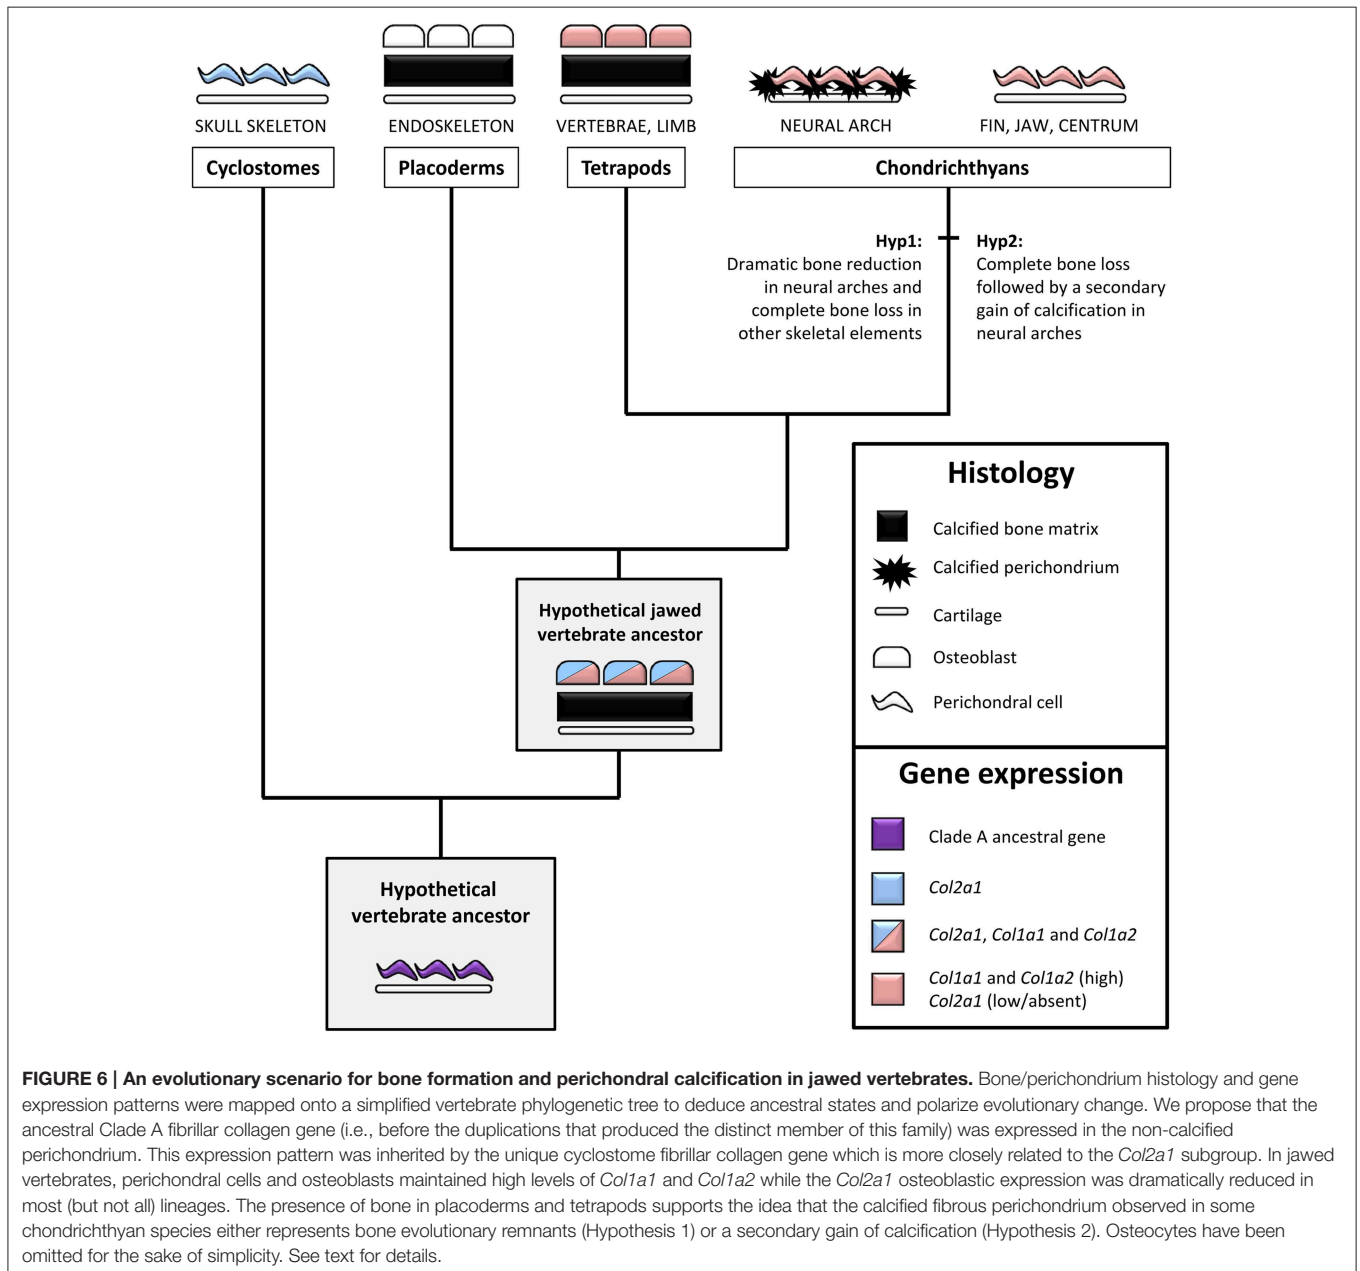 SKULL SKELETON
ENDOSKELETON
VERTEBRAE, LIMB
NEURAL ARCH
FIN, JAW, CENTRUM
Cyclostomes
Placoderms
Tetrapods
Chondrichthyans
Hyp1:
Dramatic bone reduction
in neural arches and
complete bone loss in
other skeletal elements
Hyp2:
Complete bone loss
followed by a secondary
gain of calcification in
neural arches
Hypothetical jawed
vertebrate ancestor
Hypothetical
vertebrate ancestor
Histology
Calcified bone matrix
Calcified perichondrium
Cartilage
Osteoblast
Perichondral cell
Gene expression
Clade A ancestral gene
Col2a1
Col2a1, Col1a1 and Col1a2
Col1a1 and Col1a2 (high)
Col2a1 (low/absent)
FIGURE 6 | An evolutionary scenario for bone formation and perichondral calcification in jawed vertebrates. Bone/perichondrium histology and gene
expression patterns were mapped onto a simplified vertebrate phylogenetic tree to deduce ancestral states and polarize evolutionary change. We propose that the
ancestral Clade A fibrillar collagen gene (i.e., before the duplications that produced the distinct member of this family) was expressed in the non-calcified
perichondrium. This expression pattern was inherited by the unique cyclostome fibrillar collagen gene which is more closely related to the Col2a1 subgroup. In jawed
vertebrates, perichondral cells and osteoblasts maintained high levels of Col1a1 and Col1a2 while the Col2a1 osteoblastic expression was dramatically reduced in
most (but not all) lineages. The presence of bone in placoderms and tetrapods supports the idea that the calcified fibrous perichondrium observed in some
chondrichthyan species either represents bone evolutionary remnants (Hypothesis 1) or a secondary gain of calcification (Hypothesis 2). Osteocytes have been
omitted for the sake of simplicity. See text for details.